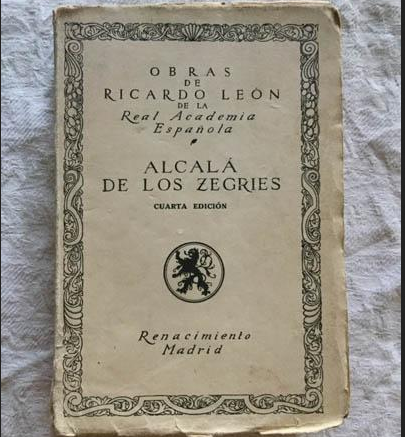 OBRAS
DE
RICARDO LEÓN
DE LA
Real Academia
Española
ALCALÁ
DE LOS ZEGRIES
CUARTA EDICIÓN
Renacimiento
Madrid